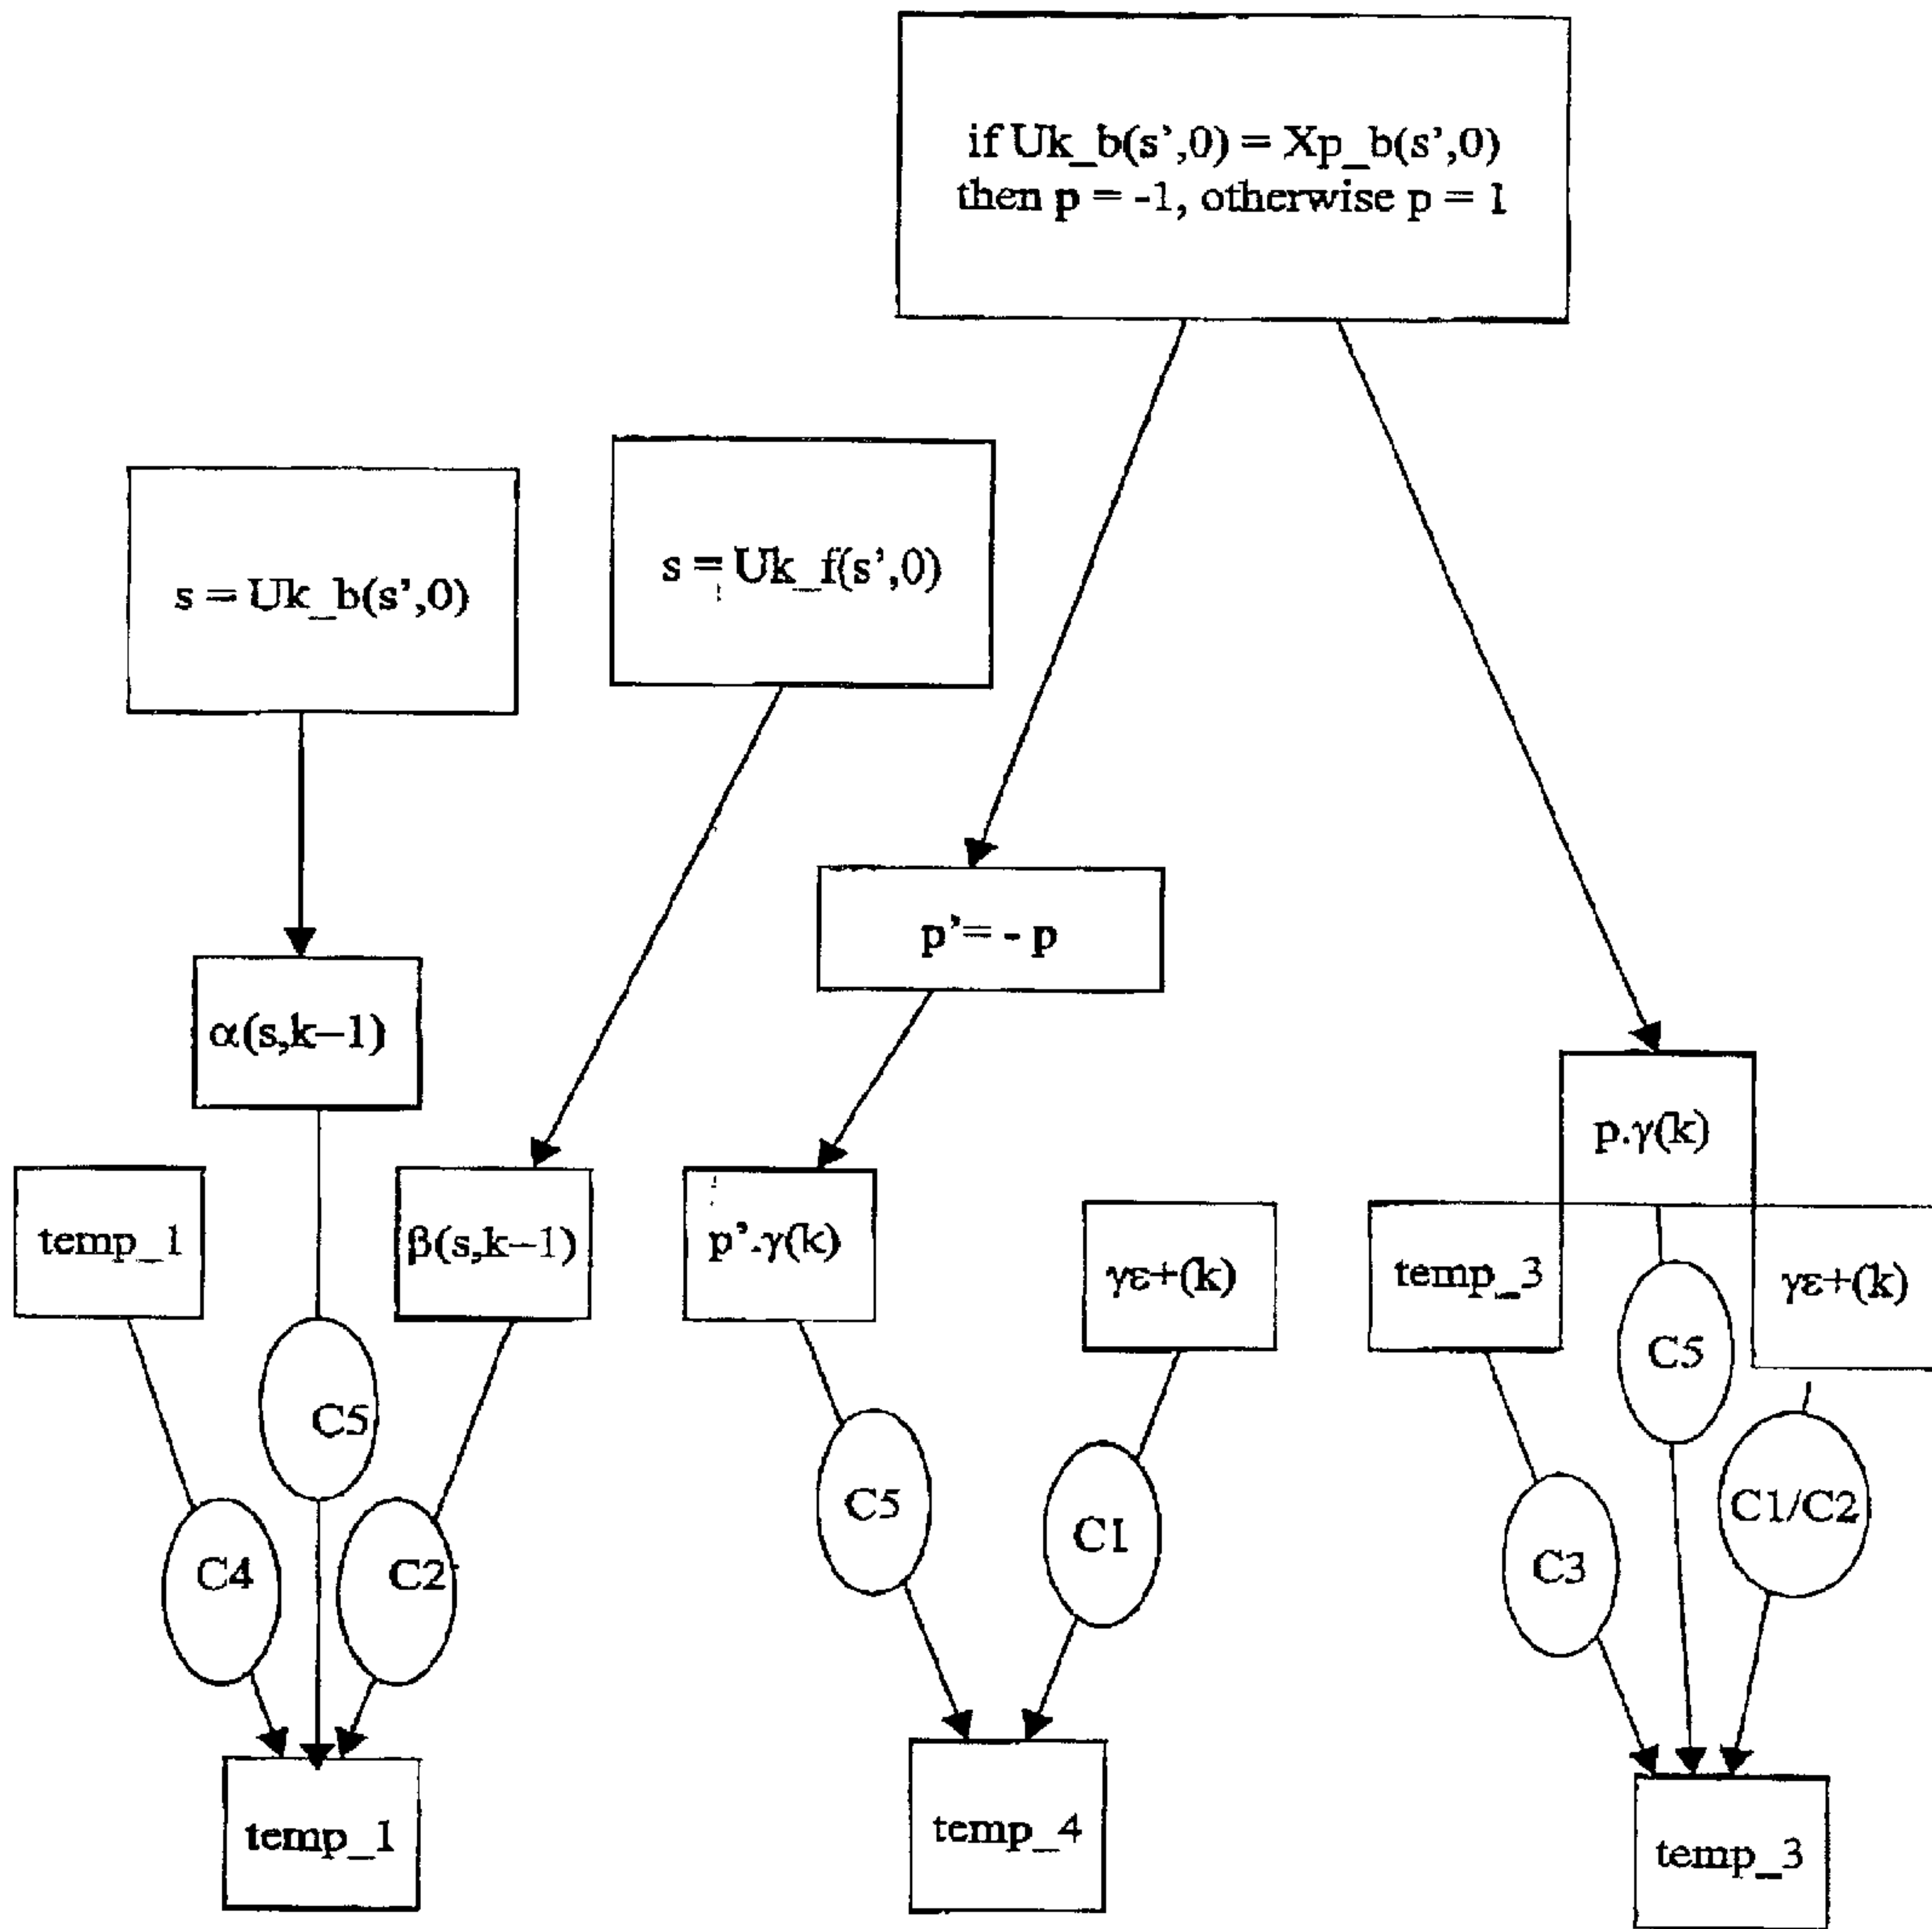 if Uk_b(s’,0) = Xp_b(s’,0)
then p = -1, otherwise p = 1
s = Uk_b(s’,0)
s = Uk_f(s’,0)
p’= - p
α(s,k–1)
p.γ(k)
temp_1
β(s,k–1)
p’.γ(k)
γε+(k)
temp_3
γε+(k)
C5
C5
C4
C2
C5
C1
C3
C1/C2
temp_1
temp_4
temp_3